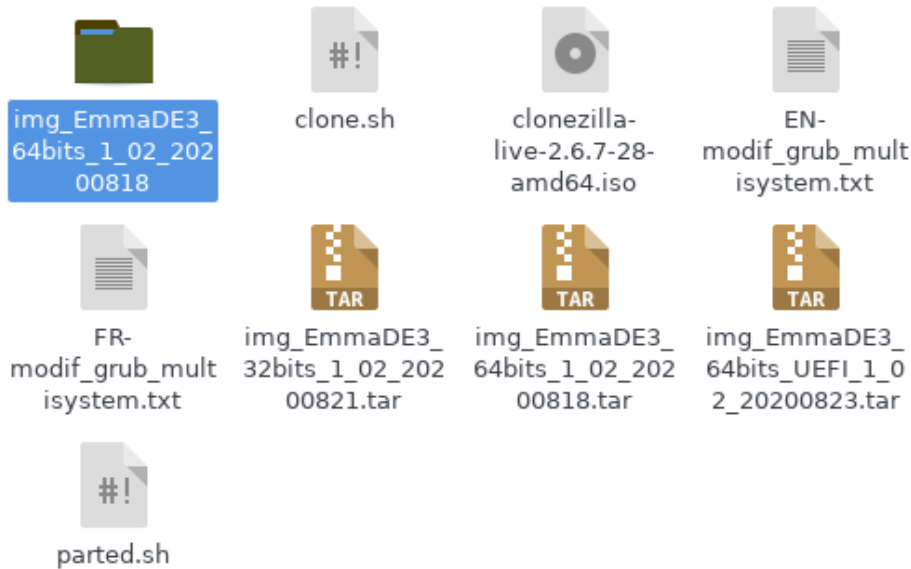 img_EmmaDE3_
64bits_1_02_202
00818
#!
clone.sh
clonezilla-
live-2.6.7-28-
amd64.iso
EN-
modif_grub_mult
isystem.txt
FR-
modif_grub_mult
isystem.txt
TAR
img_EmmaDE3_
32bits_1_02_202
00821.tar
TAR
img_EmmaDE3_
64bits_1_02_202
00818.tar
TAR
img_EmmaDE3_
64bits_UEFI_1_0
2_20200823.tar
#!
parted.sh